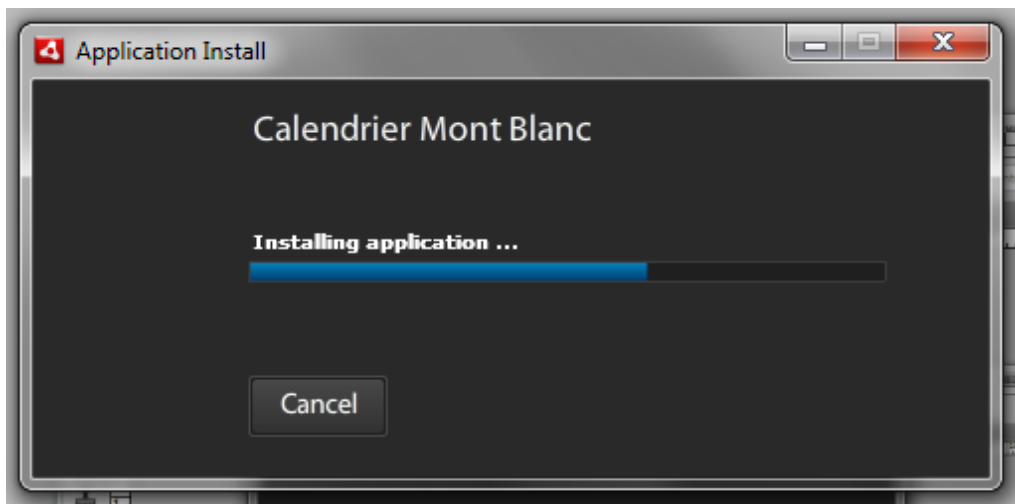 Application Install
Calendrier Mont Blanc
Installing application ...
Cancel